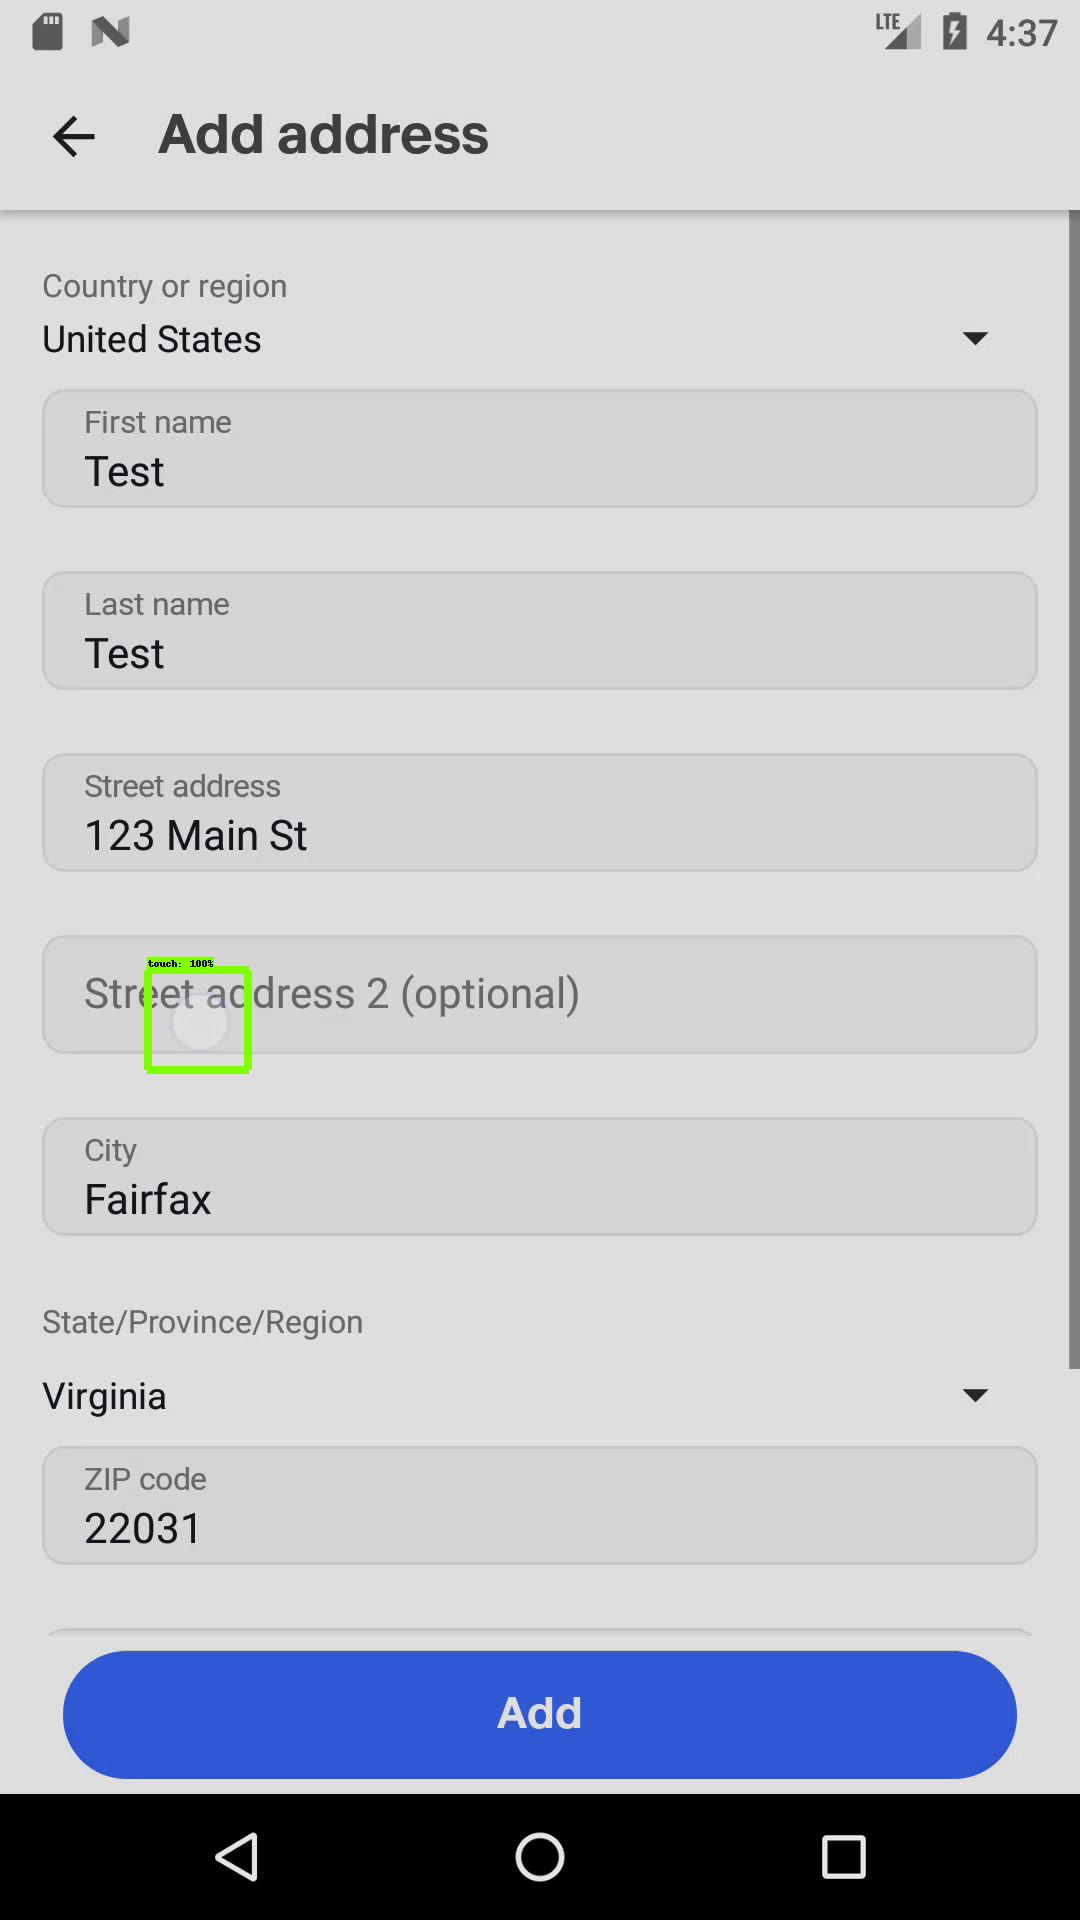 LTE 4:37
Add address
Country or region
United States
First name
Test
Last name
Test
Street address
123 Main St
touch: 100%
Street address 2 (optional)
City
Fairfax
State/Province/Region
Virginia
ZIP code
22031
Add